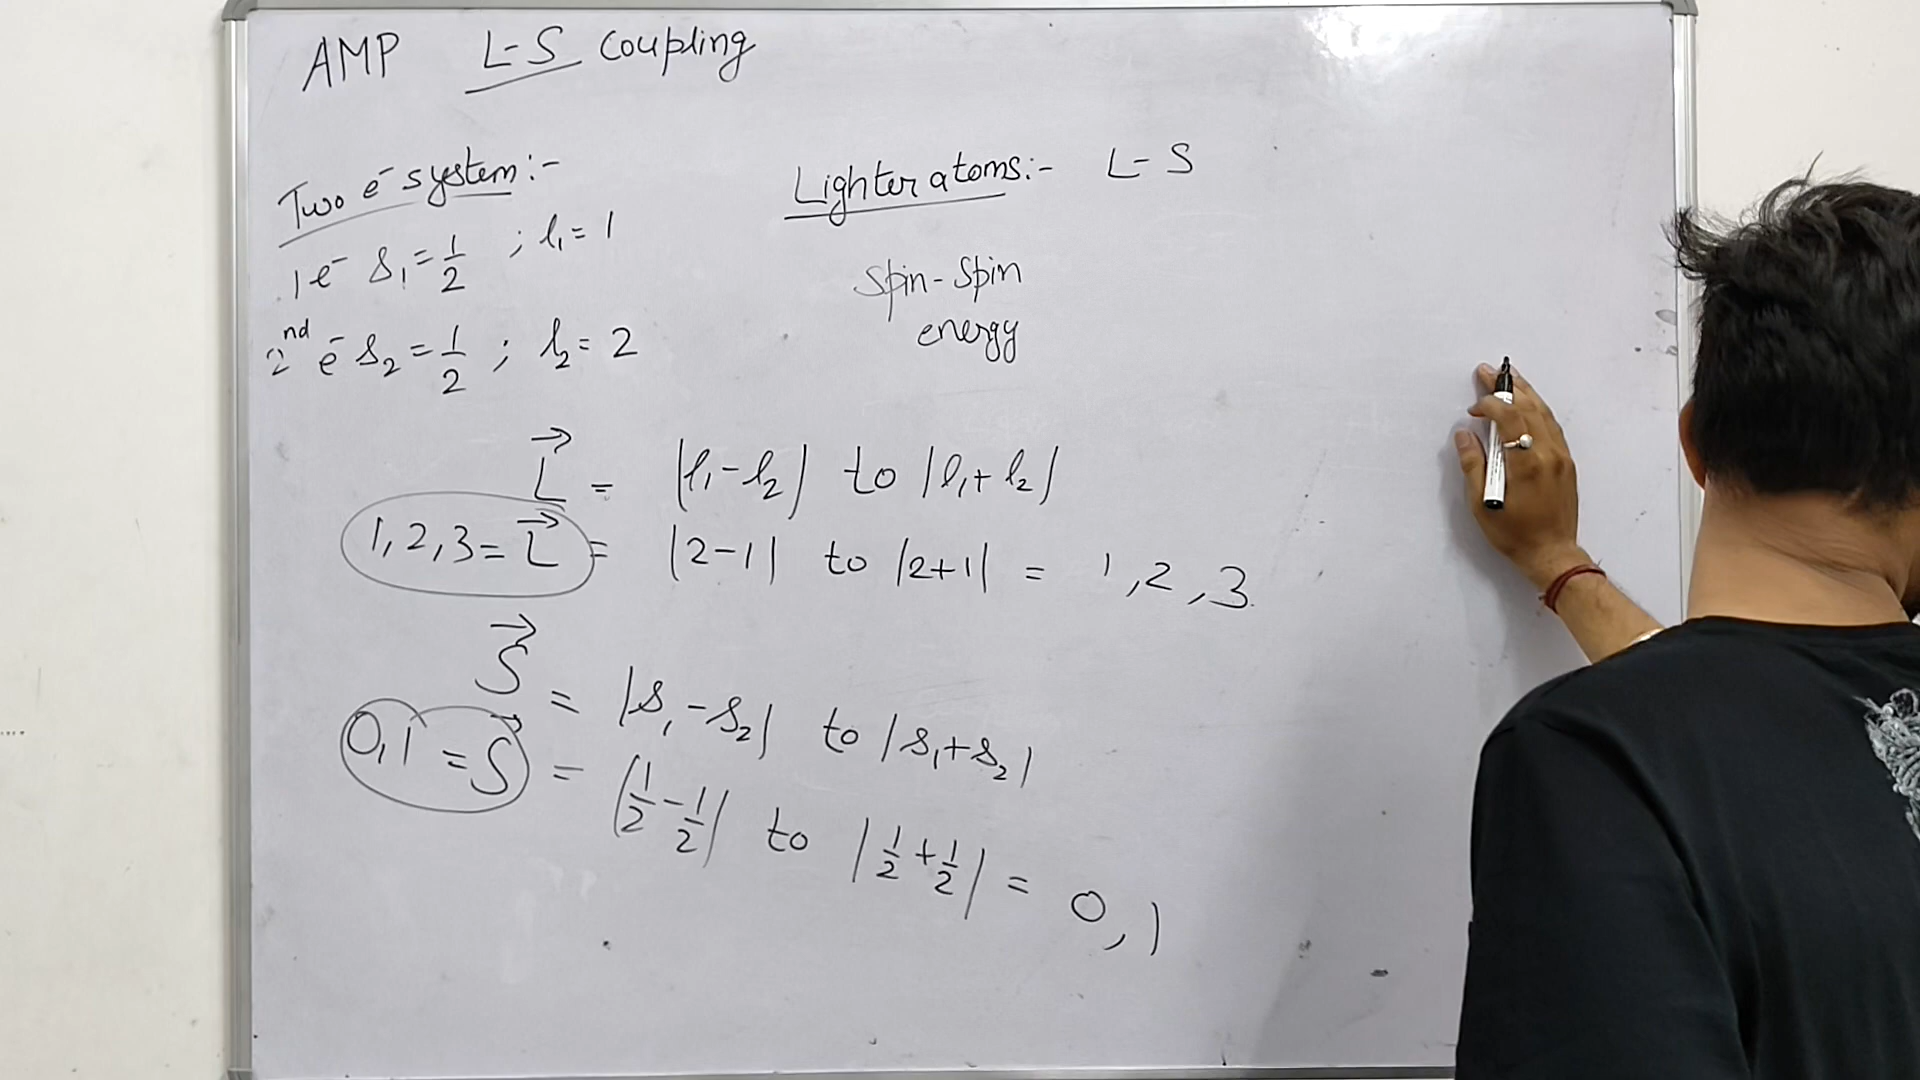 AMP L-S coupling
Two e⁻ system:-
1 e⁻ s₁ = 1/2 ; l₁ = 1
2nd e⁻ s₂ = 1/2 ; l₂ = 2
Lighter atoms:- L-S
Spin-Spin
energy
L⃗ = |l₁-l₂| to |l₁+l₂|
1,2,3 = L⃗ = |2-1| to |2+1| = 1,2,3
S⃗ = |s₁-s₂| to |s₁+s₂|
0,1 = S⃗ = |1/2-1/2| to |1/2+1/2| = 0,1